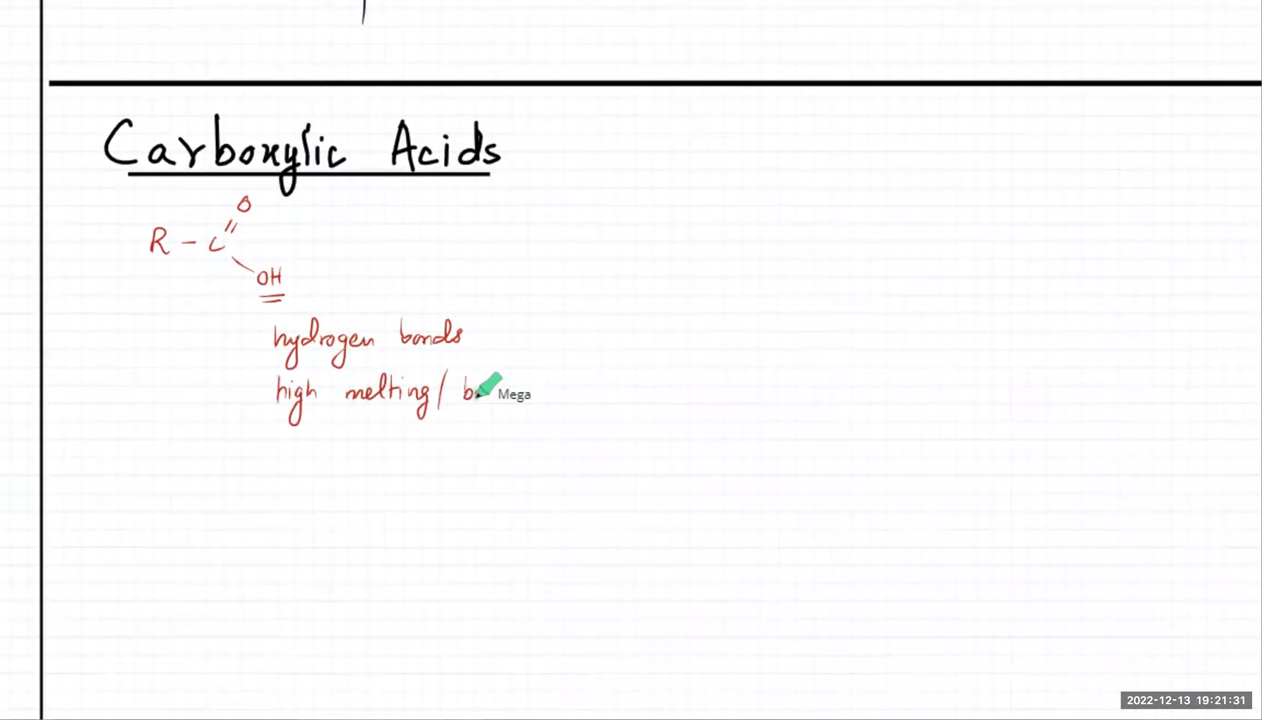 Carboxylic Acids
O
R - C
OH
hydrogen bonds
high melting/ b
Mega
2022-12-13 19:21:31